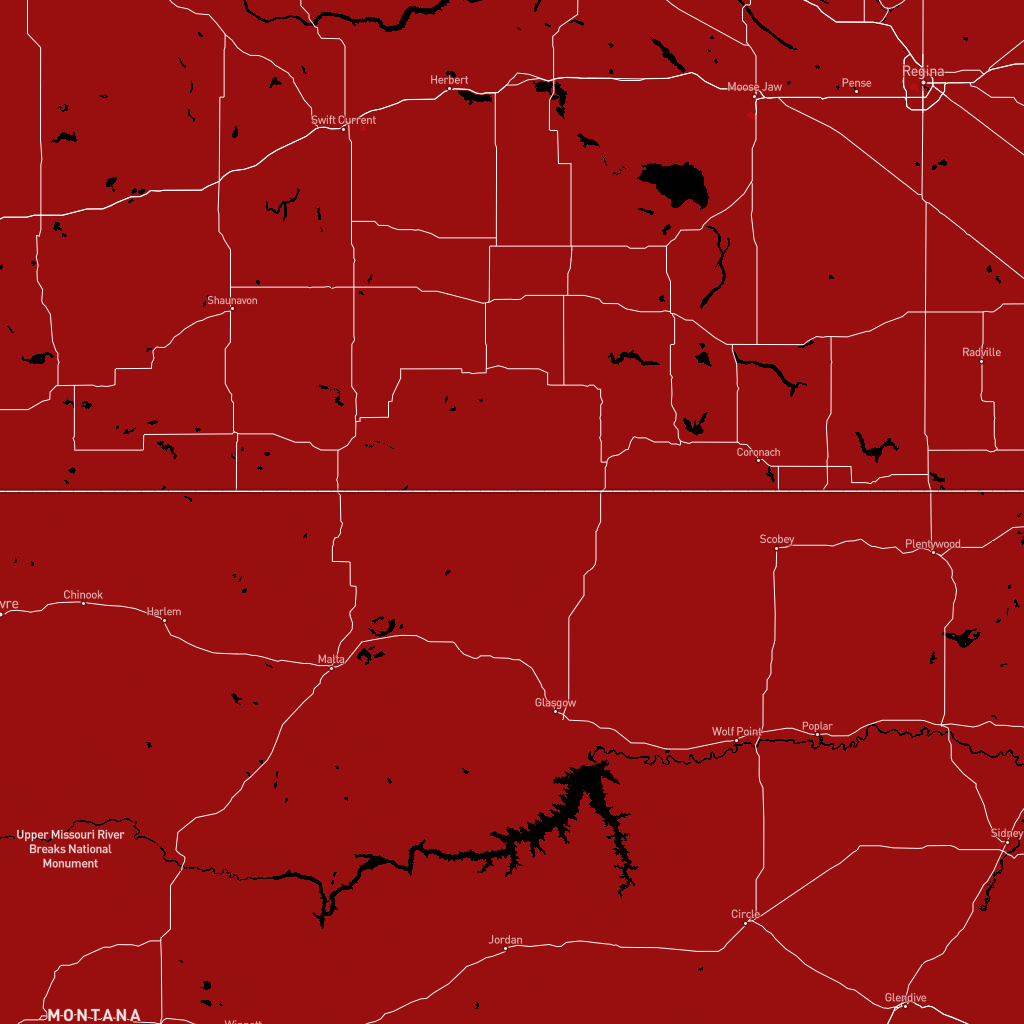 Regina
Herbert
Pense
Moose Jaw
Swift Current
Shaunavon
Radville
Coronach
Scobey
Plentywood
Chinook
vre
Harlem
Malta
Glasgow
Poplar
Wolf Point
Upper Missouri River
Breaks National
Monument
Sidney
Circle
Jordan
Glendive
MONTANA